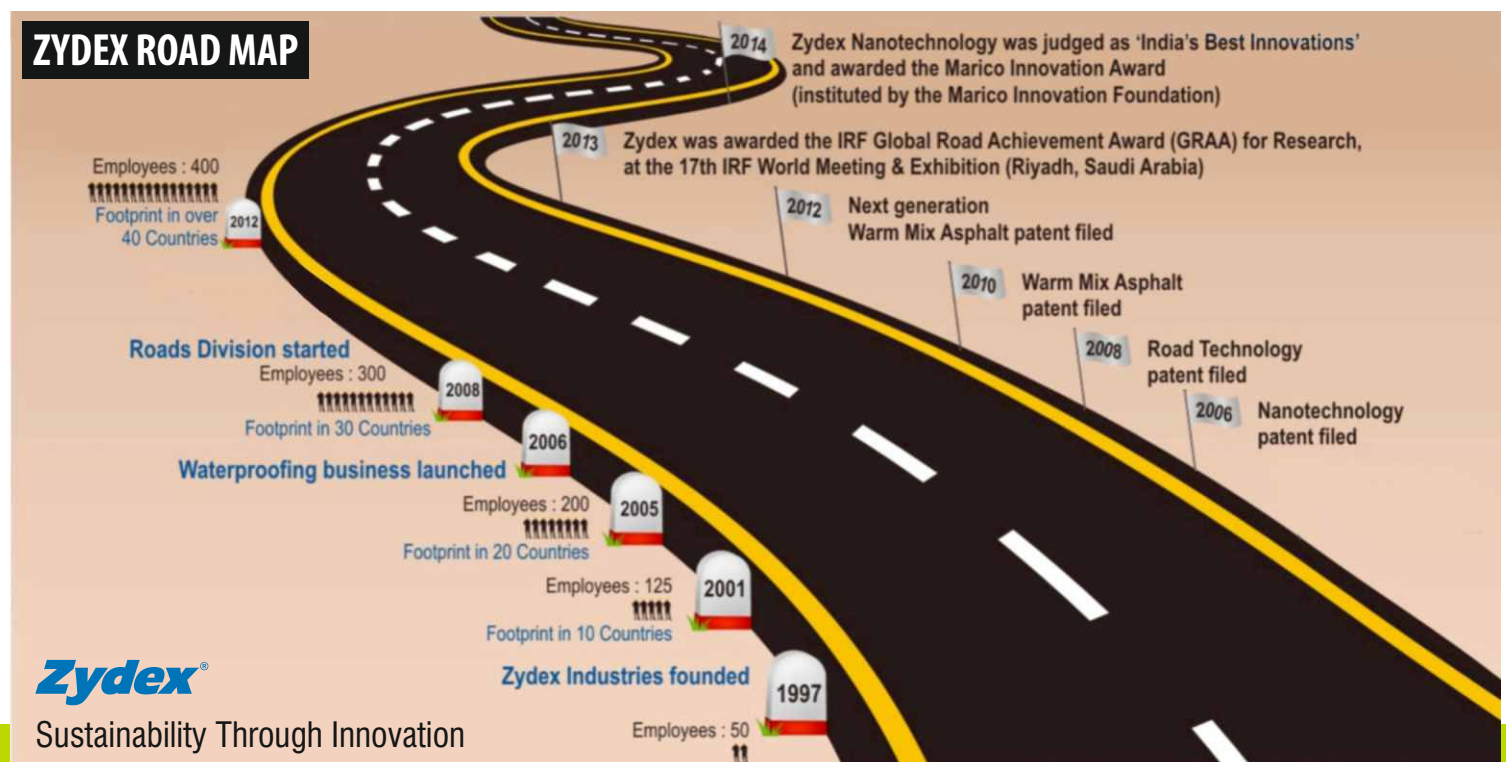 ZYDEX ROAD MAP
2014
Zydex Nanotechnology was judged as ‘India’s Best Innovations’
and awarded the Marico Innovation Award
(instituted by the Marico Innovation Foundation)
2013
Zydex was awarded the IRF Global Road Achievement Award (GRAA) for Research,
at the 17th IRF World Meeting & Exhibition (Riyadh, Saudi Arabia)
2012
Next generation
Warm Mix Asphalt patent filed
2010
Warm Mix Asphalt
patent filed
2008
Road Technology
patent filed
2006
Nanotechnology
patent filed
Employees : 400
Footprint in over
40 Countries
2012
Roads Division started
Employees : 300
Footprint in 30 Countries
2008
Waterproofing business launched
2006
Employees : 200
Footprint in 20 Countries
2005
Employees : 125
Footprint in 10 Countries
2001
Zydex Industries founded
Employees : 50
1997
Zydex®
Sustainability Through Innovation